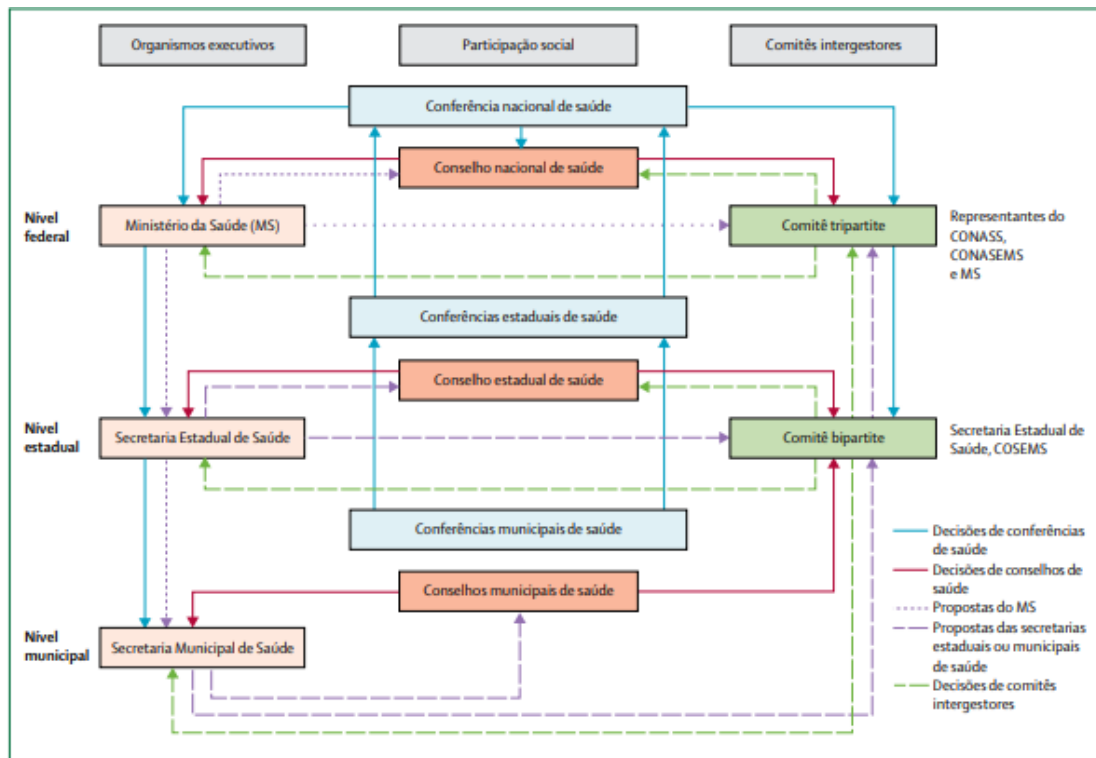 Organismos executivos
Participação social
Comitês intergestores
Conferência nacional de saúde
Conselho nacional de saúde
Nível
federal
Ministério da Saúde (MS)
Comitê tripartite
Representantes do
CONASS,
CONASEMS
e MS
Conferências estaduais de saúde
Conselho estadual de saúde
Nível
estadual
Secretaria Estadual de Saúde
Comitê bipartite
Secretaria Estadual de
Saúde, COSEMS
Conferências municipais de saúde
Conselhos municipais de saúde
Nível
municipal
Secretaria Municipal de Saúde
Decisões de conferências
de saúde
Decisões de conselhos de
saúde
Propostas do MS
Propostas das secretarias
estaduais ou municipais
de saúde
Decisões de comitês
intergestores